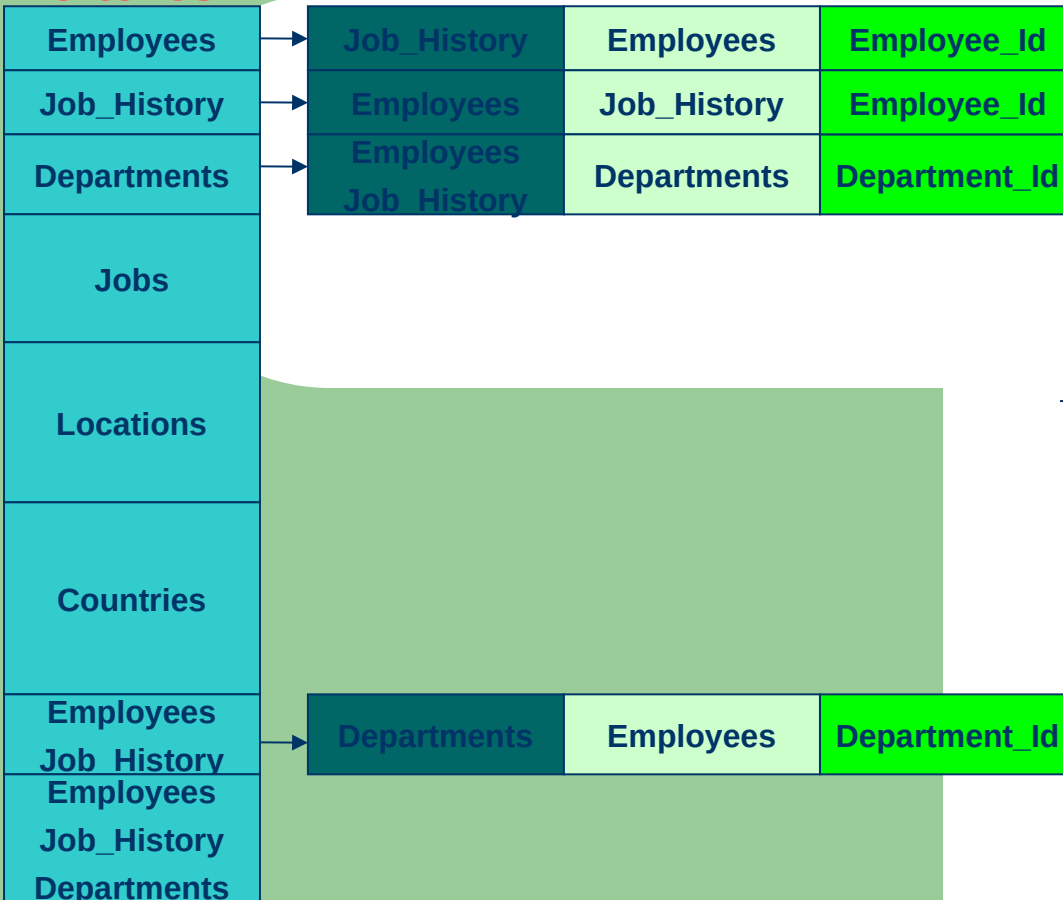 Employees Job_History Employees Employee_Id
Job_History Employees Job_History Employee_Id
Employees
Departments Departments Department_Id
Job_History
Jobs
Locations
Countries
Employees
Departments Employees Department_Id
Job_History
Employees
Job_History
Departments